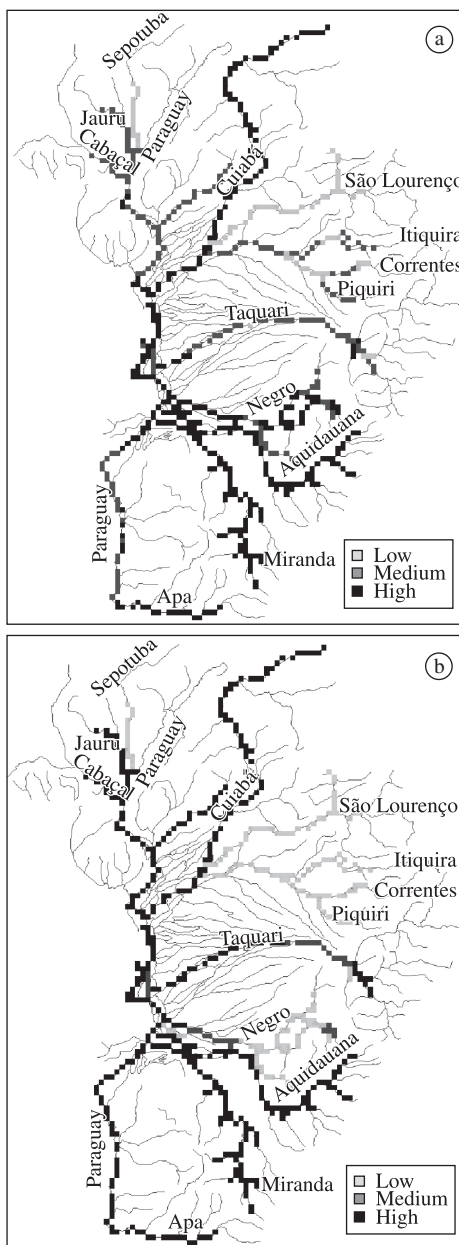 a
Sepotuba
Jauru
Cabaçal
Paraguay
Cuiabá
São Lourenço
Itiquira
Correntes
Piquiri
Taquari
Negro
Aquidauana
Paraguay
Miranda
Apa
Low
Medium
High
b
Sepotuba
Jauru
Cabaçal
Paraguay
Cuiabá
São Lourenço
Itiquira
Correntes
Piquiri
Taquari
Negro
Aquidauana
Paraguay
Miranda
Apa
Low
Medium
High